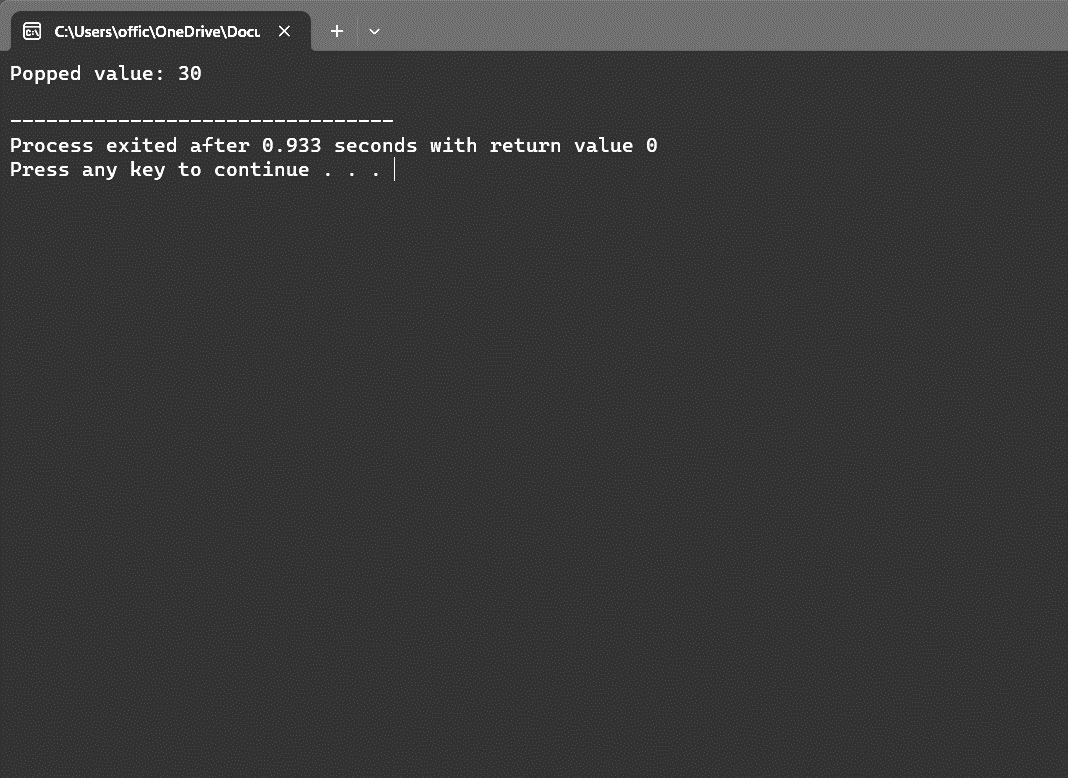 C:\Users\offic\OneDrive\Docu
Popped value: 30
--------------------------------
Process exited after 0.933 seconds with return value 0
Press any key to continue . . .